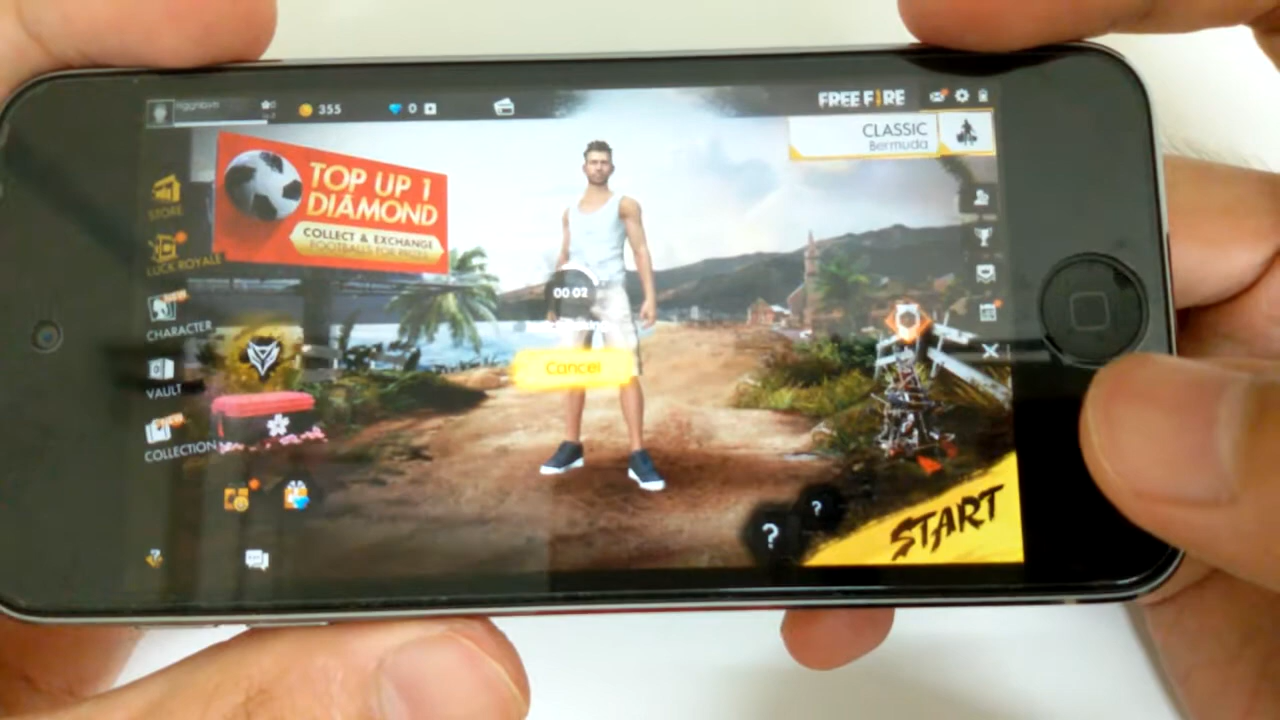 355
0
FREE FIRE
CLASSIC
Bermuda
TOP UP 1
DIAMOND
COLLECT & EXCHANGE
FOOTBALLS FOR PRIZES
STORE
LUCK ROYALE
CHARACTER
VAULT
COLLECTION
00:02
Cancel
?
?
START